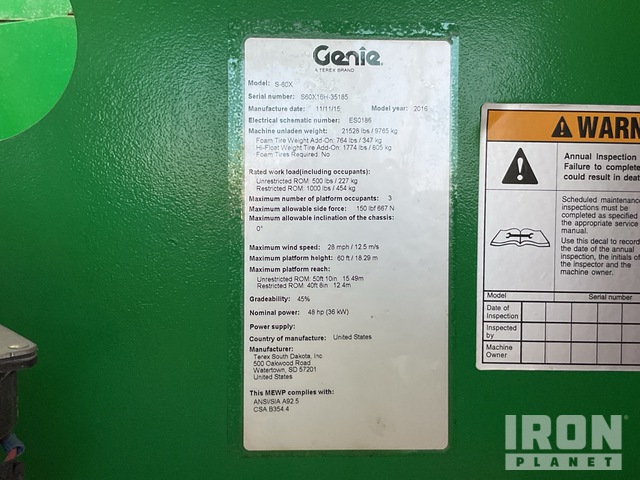 Genie
A TEREX BRAND
Model: S-60X
Serial number: S60X16H-35185
Manufacture date: 11/11/15 Model year: 2016
Electrical schematic number: ES0186
Machine unladen weight: 21528 lbs / 9765 kg
Foam Tire Weight Add-On: 764 lbs / 347 kg
Hi-Float Weight Tire Add-On: 1774 lbs / 805 kg
Foam Tires Required: No
Rated work load(including occupants):
Unrestricted ROM: 500 lbs / 227 kg
Restricted ROM: 1000 lbs / 454 kg
Maximum number of platform occupants: 3
Maximum allowable side force: 150 lbf 667 N
Maximum allowable inclination of the chassis:
0°
Maximum wind speed: 28 mph / 12.5 m/s
Maximum platform height: 60 ft / 18.29 m
Maximum platform reach:
Unrestricted ROM: 50ft 10in 15.49m
Restricted ROM: 40ft 8in 12.4m
Gradeability: 45%
Nominal power: 48 hp (36 kW)
Power supply:
Country of manufacture: United States
Manufacturer:
Terex South Dakota, Inc
500 Oakwood Road
Watertown, SD 57201
United States
This MEWP complies with:
ANSI/SIA A92.5
CSA B354.4
WARN
Annual Inspection
Failure to complete
could result in deat
Scheduled maintenance
inspections must be
completed as specified
the appropriate service
manual.
Use this decal to record
the date of the annual
inspection, the initials of
the inspector and the
machine owner.
Model Serial number
Date of
Inspection
Inspected
by
Machine
Owner
IRON
PLANET